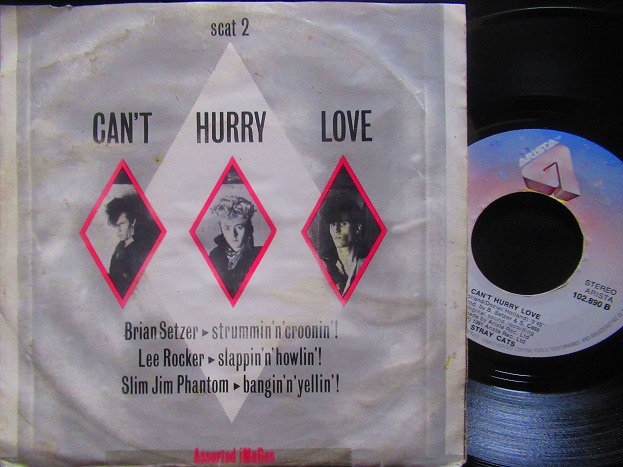 scat 2
CAN'T HURRY LOVE
Brian Setzer ▸ strummin'n'croonin'!
Lee Rocker ▸ slappin'n'howlin'!
Slim Jim Phantom ▸ bangin'n'yellin'!
Assorted iMaGes
ARISTA
STEREO
ARISTA
102.890 B
CAN'T HURRY LOVE
STRAY CATS